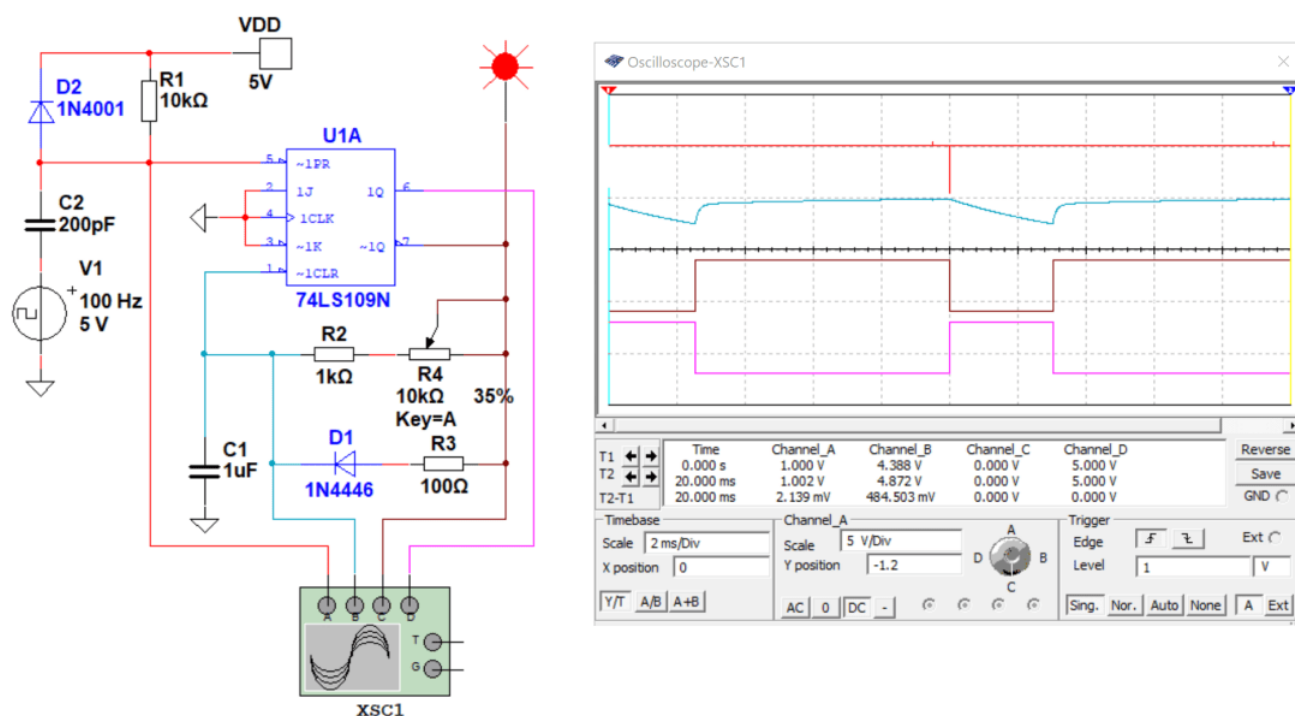 VDD
5V
D2
1N4001
R1
10kΩ
U1A
5
~1PR
2
1J
1Q
6
4
1CLK
3
~1K
~1Q
7
1
~1CLR
74LS109N
C2
200pF
V1
+
100 Hz
5 V
R2
1kΩ
R4
10kΩ
35%
Key=A
C1
1uF
D1
1N4446
R3
100Ω
A
B
C
D
T
G
XSC1
Oscilloscope-XSC1
Time Channel_A Channel_B Channel_C Channel_D
T1 0.000 s 1.000 V 4.388 V 0.000 V 5.000 V
T2 20.000 ms 1.002 V 4.872 V 0.000 V 5.000 V
T2-T1 20.000 ms 2.139 mV 484.503 mV 0.000 V 0.000 V
Reverse
Save
GND
Timebase
Scale 2 ms/Div
X position 0
Y/T A/B A+B
Channel_A
Scale 5 V/Div
Y position -1.2
AC 0 DC -
A
B
C
D
Trigger
Edge Ext
Level 1 V
Sing. Nor. Auto None A Ext